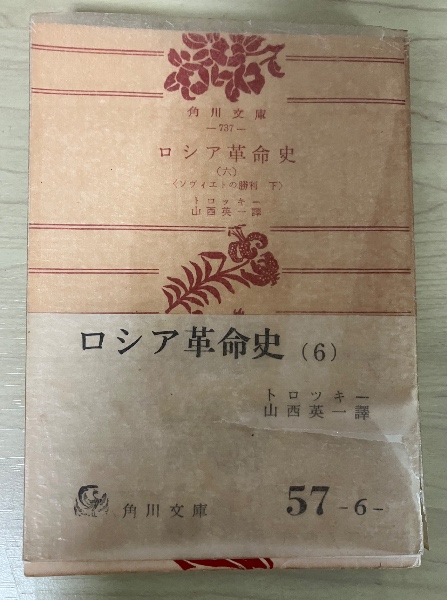 角川文庫
―737―
ロシア革命史
(六)
〈ソヴィエトの勝利 下〉
トロツキー
山西英一譯
ロシア革命史 (6)
トロツキー
山西英一譯
角川文庫
57-6-